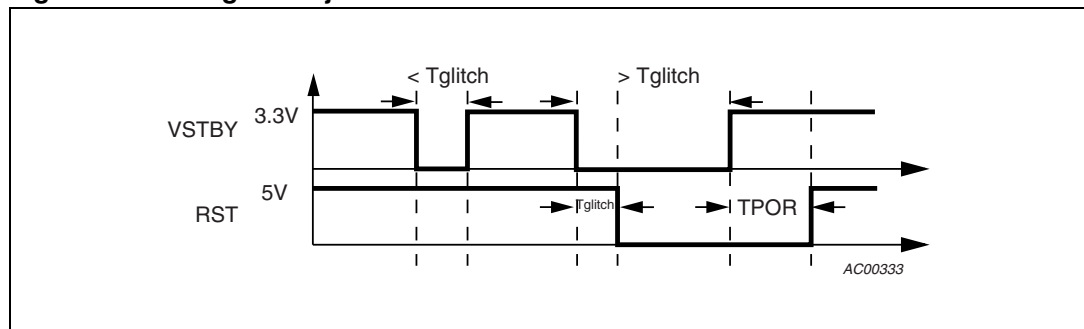 < Tglitch
> Tglitch
VSTBY
3.3V
5V
RST
Tglitch
TPOR
AC00333